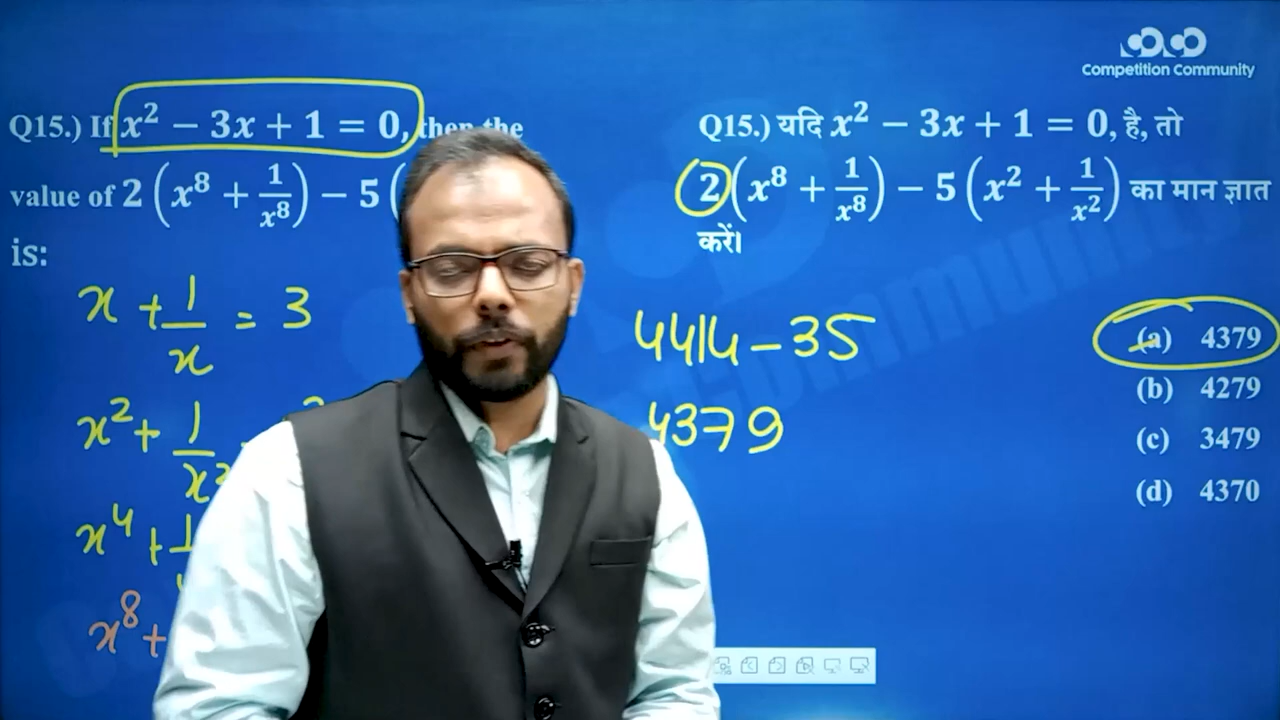 Competition Community
Q15.) If x² − 3x + 1 = 0, then the
value of 2 (x⁸ + 1/x⁸) − 5 (
is:
x + 1/x = 3
x² + 1/x²
x⁴ + 1
x⁸ +
Q15.) यदि x² − 3x + 1 = 0, है, तो
2 (x⁸ + 1/x⁸) − 5 (x² + 1/x²) का मान ज्ञात
करें।
4414 − 35
4379
(a) 4379
(b) 4279
(c) 3479
(d) 4370